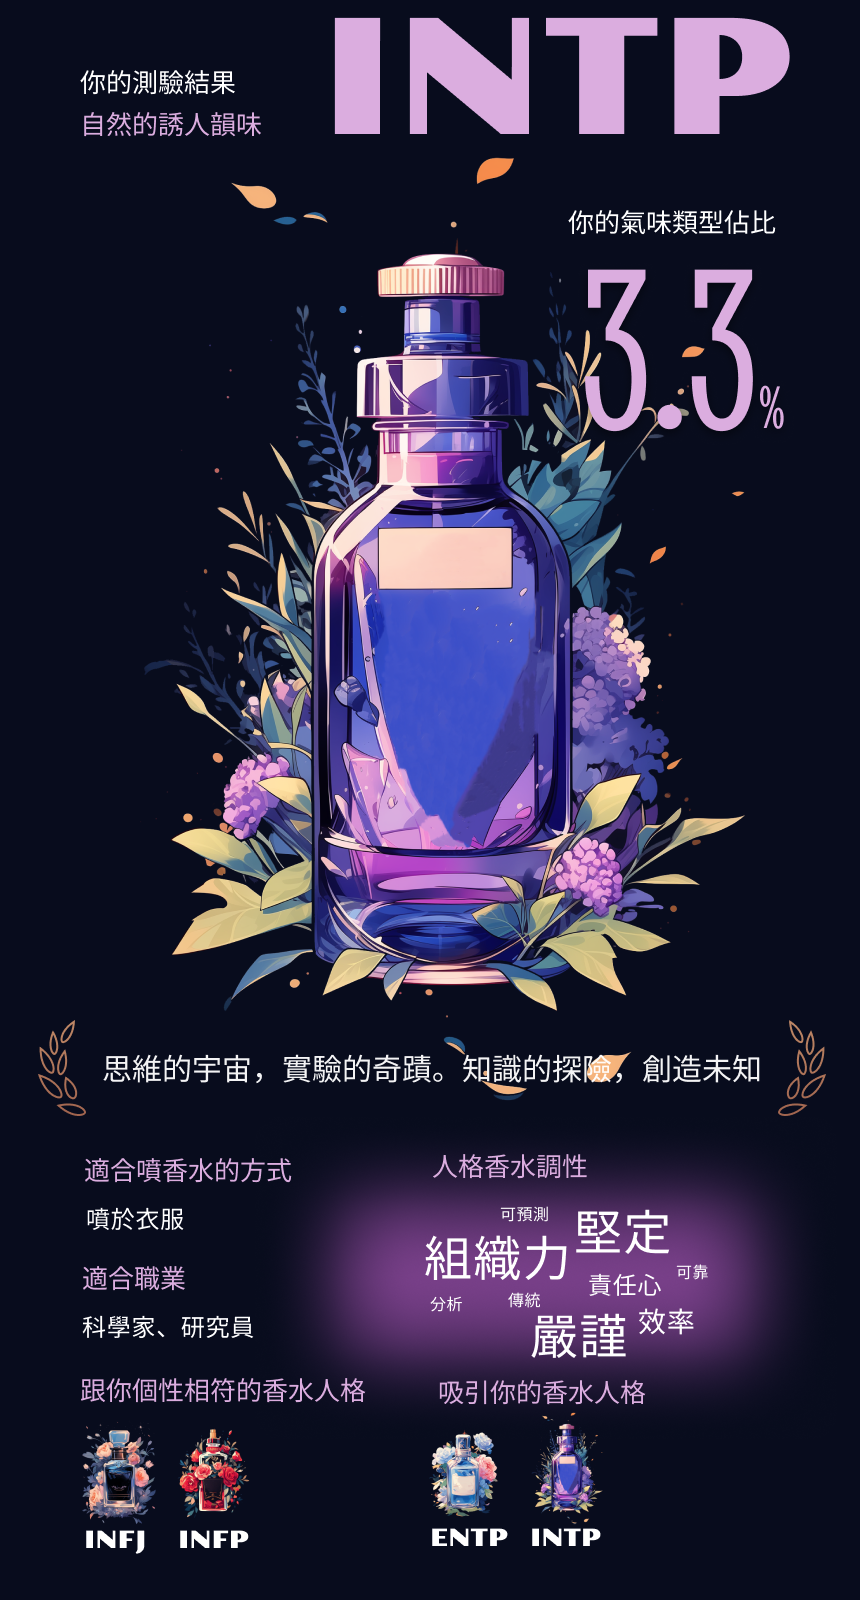 INTP
你的測驗結果
自然的誘人韻味
你的氣味類型佔比
3.3%
思維的宇宙，實驗的奇蹟。知識的探險，創造未知
適合噴香水的方式
噴於衣服
適合職業
科學家、研究員
人格香水調性
可預測
堅定
組織力
可靠
責任心
分析
傳統
嚴謹
效率
跟你個性相符的香水人格
INFJ
INFP
吸引你的香水人格
ENTP
INTP